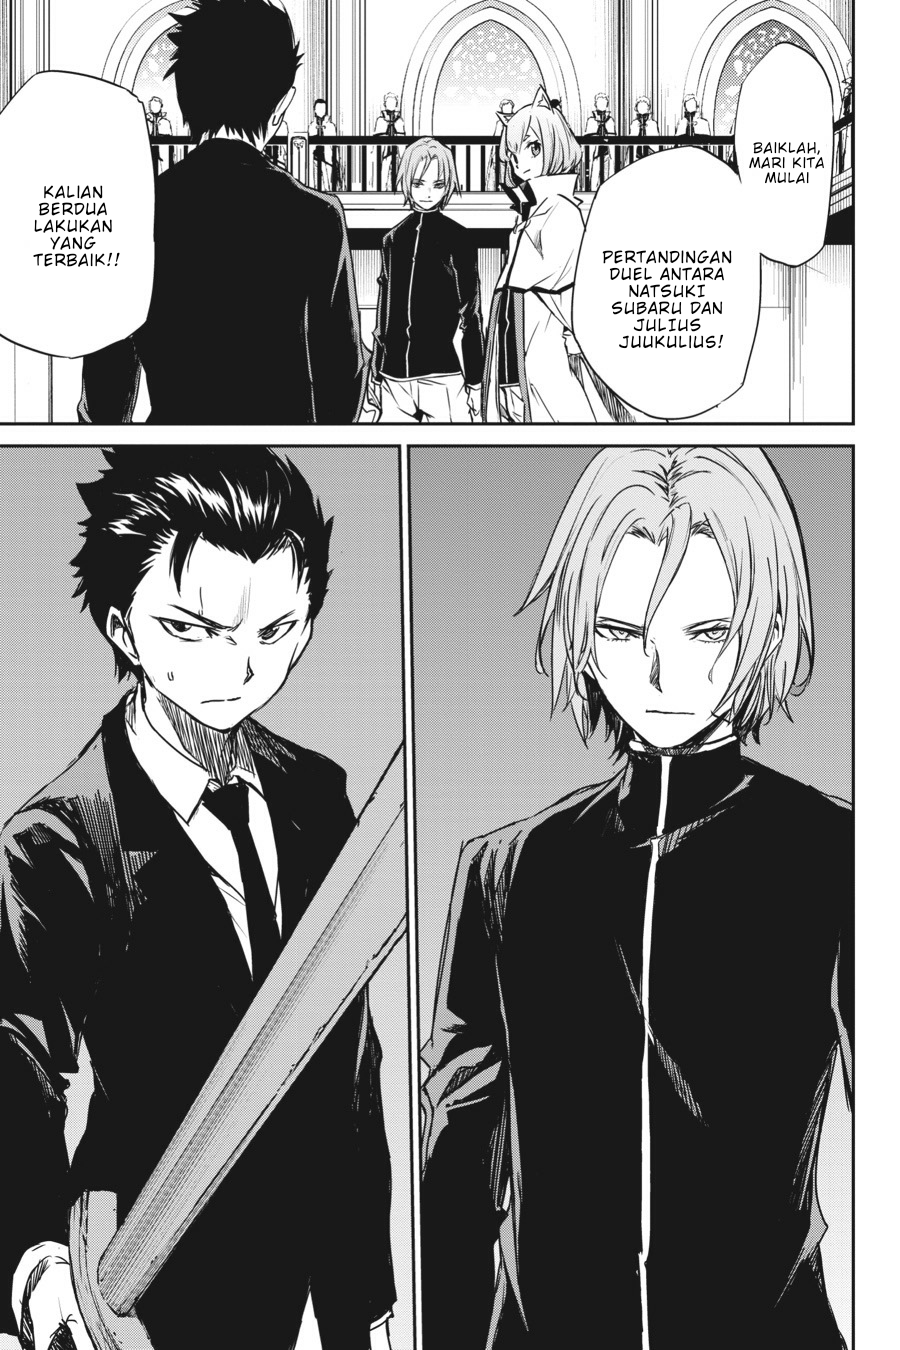 BAIKLAH,
MARI KITA
MULAI
PERTANDINGAN
DUEL ANTARA
NATSUKI
SUBARU DAN
JULIUS
JUUKULIUS!
KALIAN
BERDUA
LAKUKAN
YANG
TERBAIK!!